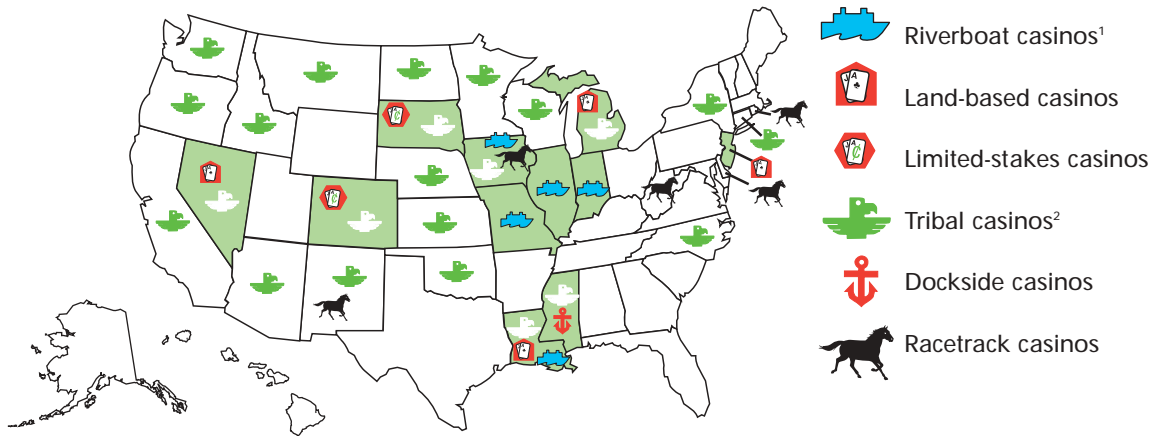 Riverboat casinos¹
Land-based casinos
Limited-stakes casinos
Tribal casinos²
Dockside casinos
Racetrack casinos